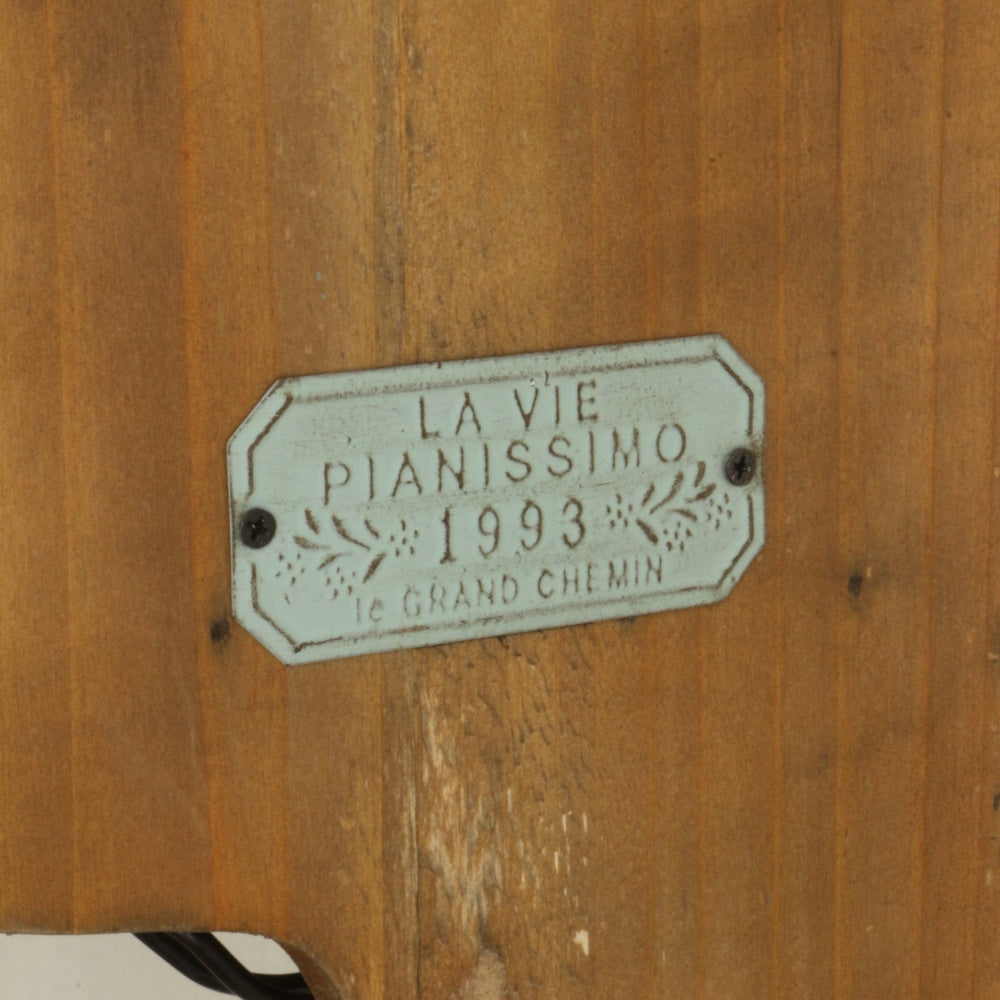 LA VIE
PIANISSIMO
1993
le GRAND CHEMIN